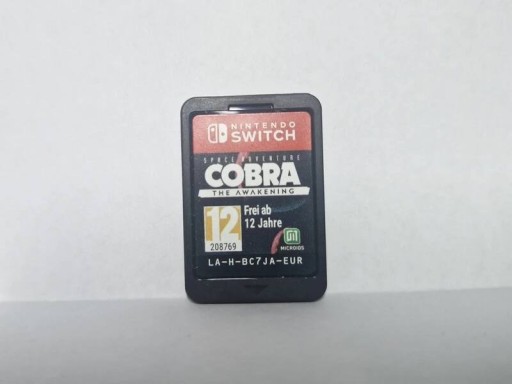 NINTENDO
SWITCH
SPACE ADVENTURE
COBRA
THE AWAKENING
12
208769
Frei ab
12 Jahre
MICROIDS
LA-H-BC7JA-EUR